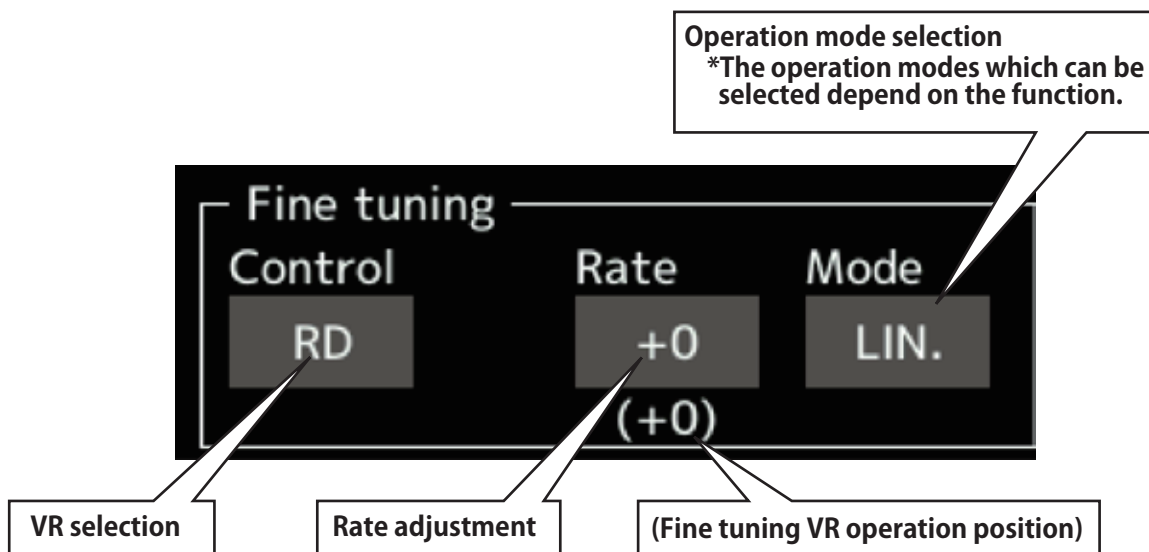 Operation mode selection
*The operation modes which can be
selected depend on the function.
Fine tuning
Control Rate Mode
RD +0 LIN.
(+0)
VR selection Rate adjustment (Fine tuning VR operation position)